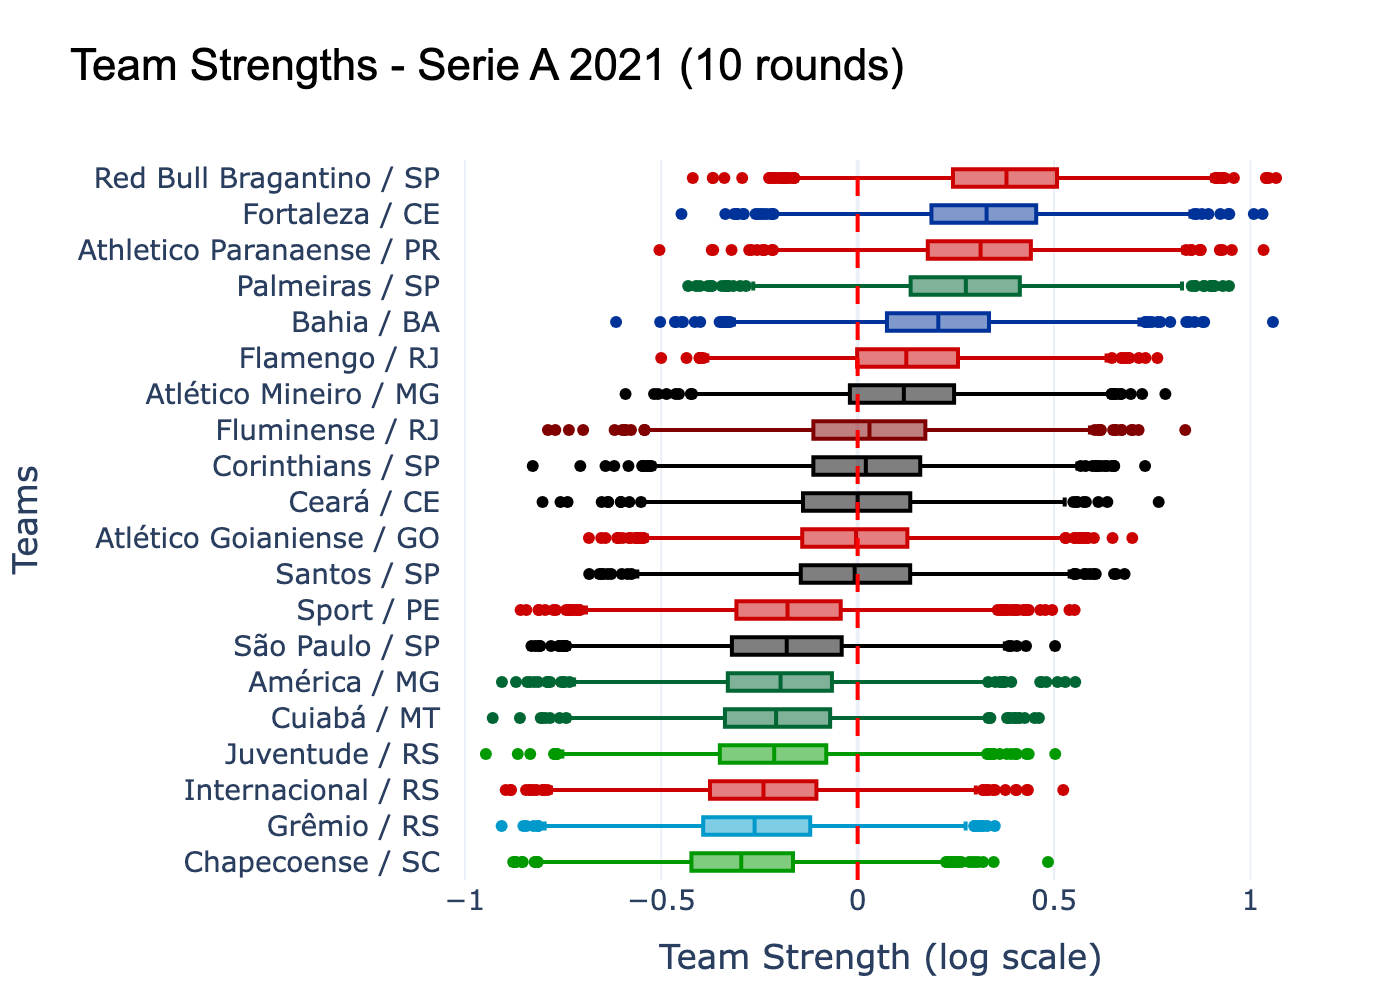 Team Strengths - Serie A 2021 (10 rounds)
Red Bull Bragantino / SP
Fortaleza / CE
Athletico Paranaense / PR
Palmeiras / SP
Bahia / BA
Flamengo / RJ
Atlético Mineiro / MG
Fluminense / RJ
Corinthians / SP
Ceará / CE
Atlético Goianiense / GO
Santos / SP
Sport / PE
São Paulo / SP
América / MG
Cuiabá / MT
Juventude / RS
Internacional / RS
Grêmio / RS
Chapecoense / SC
Teams
−1 −0.5 0 0.5 1
Team Strength (log scale)